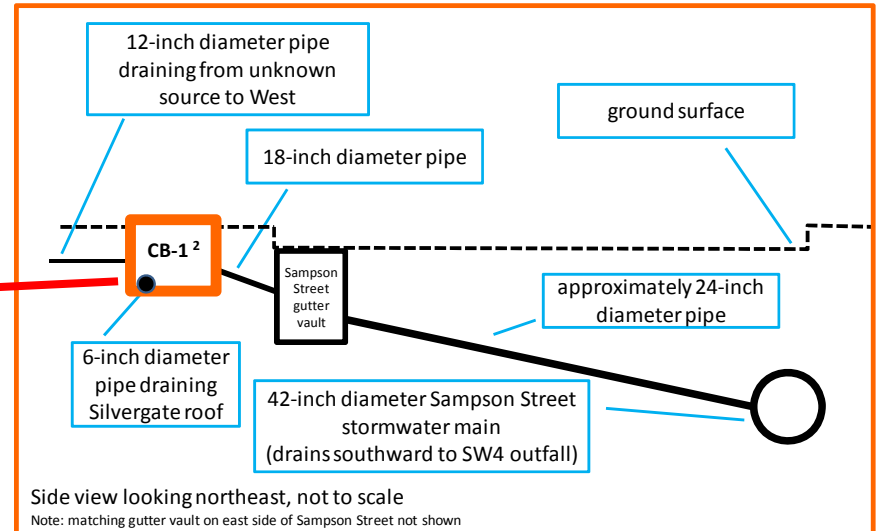 12-inch diameter pipe
draining from unknown
source to West
ground surface
18-inch diameter pipe
CB-1 ²
Sampson
Street
gutter
vault
approximately 24-inch
diameter pipe
6-inch diameter
pipe draining
Silvergate roof
42-inch diameter Sampson Street
stormwater main
(drains southward to SW4 outfall)
Side view looking northeast, not to scale
Note: matching gutter vault on east side of Sampson Street not shown